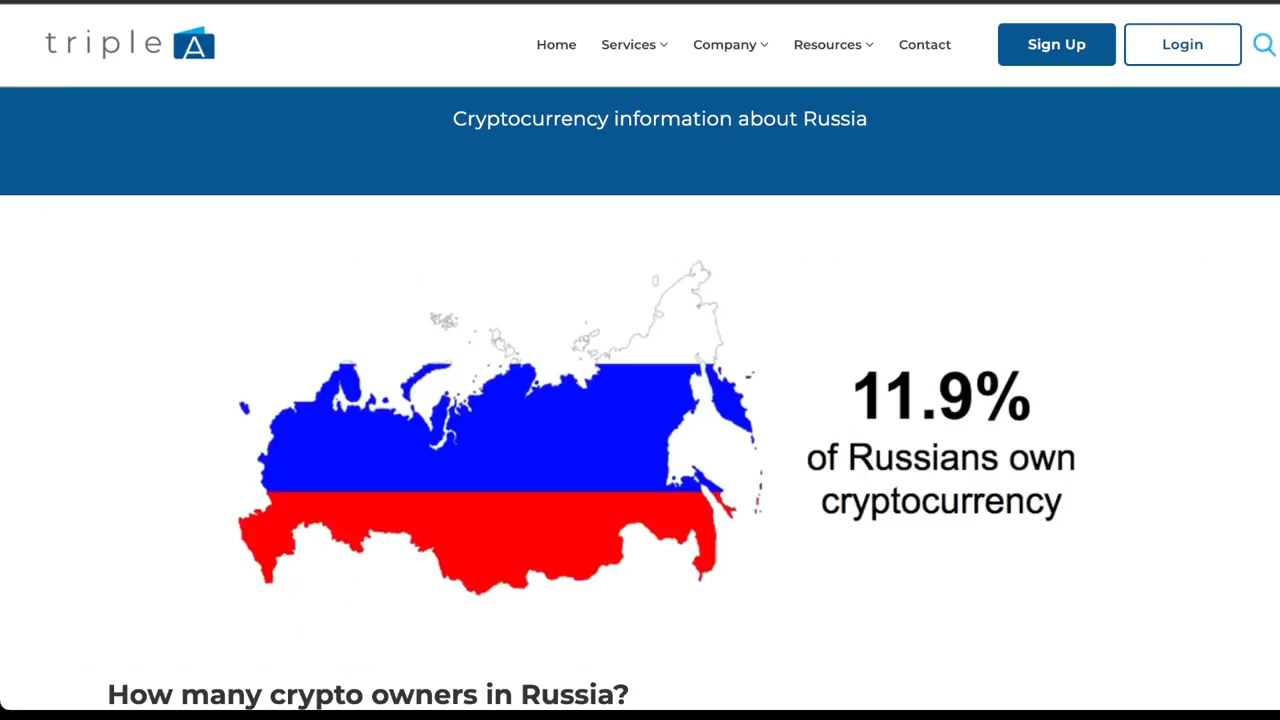 triple A
Home Services Company Resources Contact Sign Up Login
Cryptocurrency information about Russia
11.9%
of Russians own
cryptocurrency
How many crypto owners in Russia?